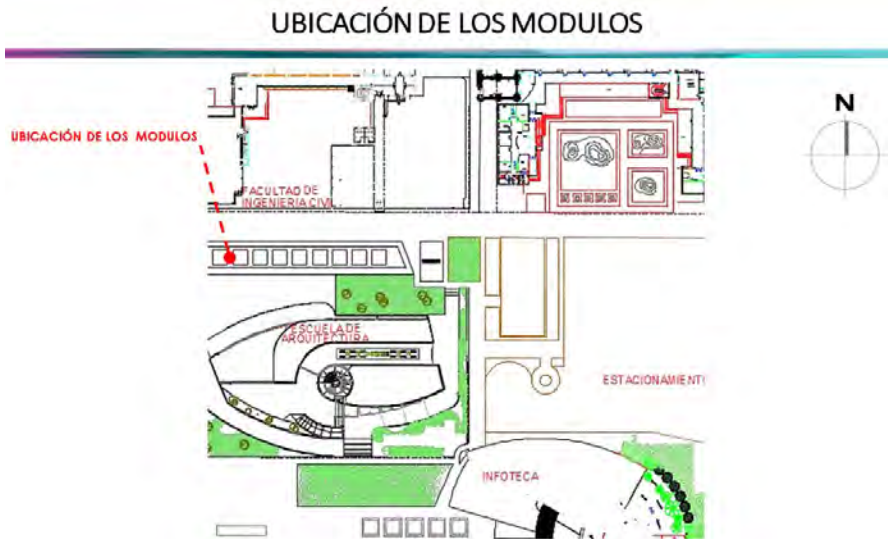 UBICACIÓN DE LOS MODULOS
N
UBICACIÓN DE LOS MODULOS
FACULTAD DE
INGENIERIA CIVIL
ESCUELA DE
ARQUITECTURA
ESTACIONAMIENT
INFOTECA